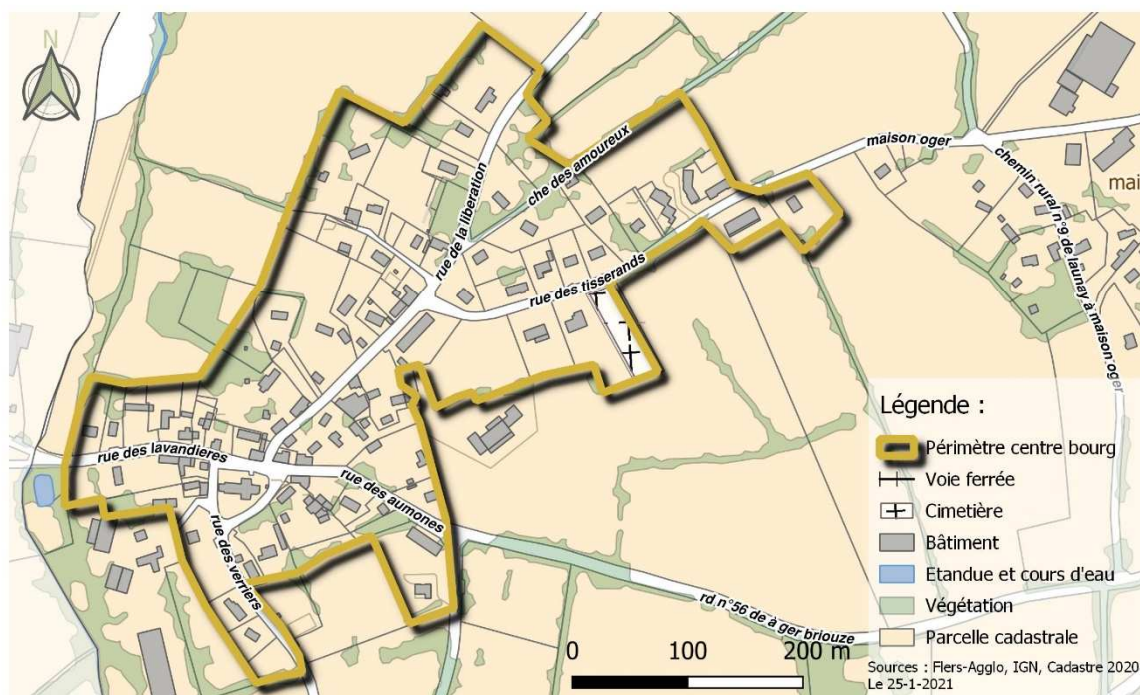 N
rue de la liberation
che des amoureux
maison oger
chemin rural n°9 de launay à maison oger
mai
rue des tisserands
rue des lavandieres
rue des aumones
rue des verriers
rd n°56 de à ger briouze
Légende :
Périmètre centre bourg
Voie ferrée
Cimetière
Bâtiment
Etandue et cours d'eau
Végétation
Parcelle cadastrale
0 100 200 m
Sources : Flers-Agglo, IGN, Cadastre 2020
Le 25-1-2021